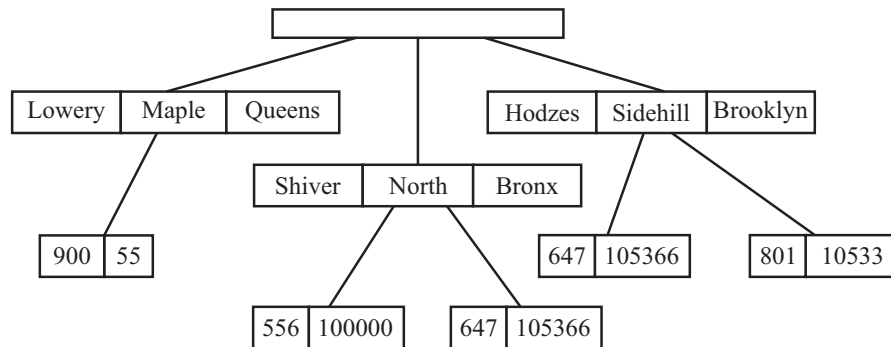 Lowery Maple Queens
Hodzes Sidehill Brooklyn
Shiver North Bronx
900 55
647 105366
801 10533
556 100000
647 105366